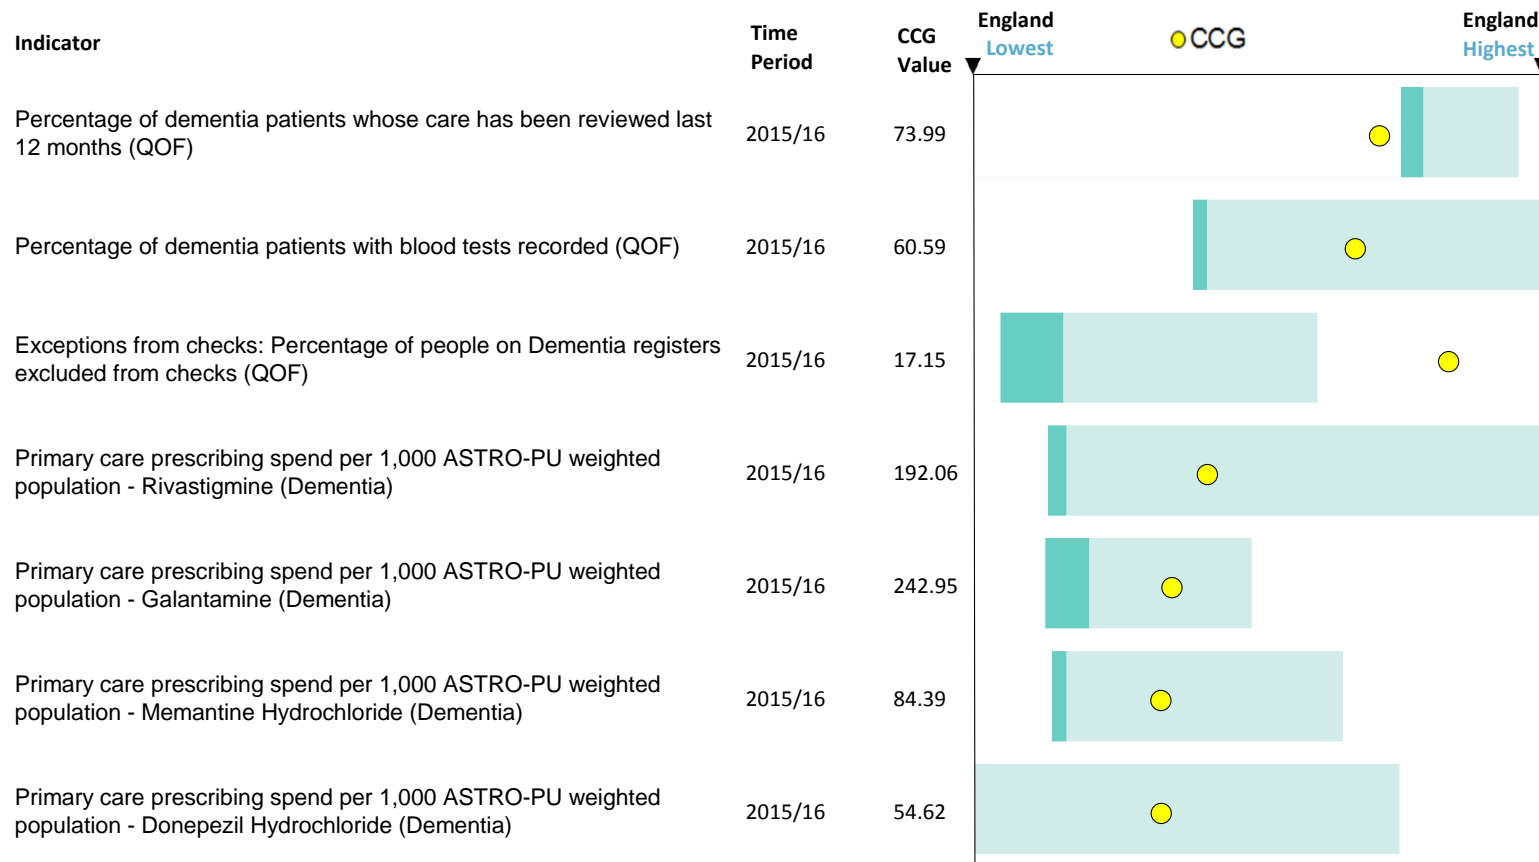 Indicator
Time
Period
CCG
Value
England
Lowest
CCG
England
Highest
Percentage of dementia patients whose care has been reviewed last
12 months (QOF)
2015/16
73.99
Percentage of dementia patients with blood tests recorded (QOF)
2015/16
60.59
Exceptions from checks: Percentage of people on Dementia registers
excluded from checks (QOF)
2015/16
17.15
Primary care prescribing spend per 1,000 ASTRO-PU weighted
population - Rivastigmine (Dementia)
2015/16
192.06
Primary care prescribing spend per 1,000 ASTRO-PU weighted
population - Galantamine (Dementia)
2015/16
242.95
Primary care prescribing spend per 1,000 ASTRO-PU weighted
population - Memantine Hydrochloride (Dementia)
2015/16
84.39
Primary care prescribing spend per 1,000 ASTRO-PU weighted
population - Donepezil Hydrochloride (Dementia)
2015/16
54.62